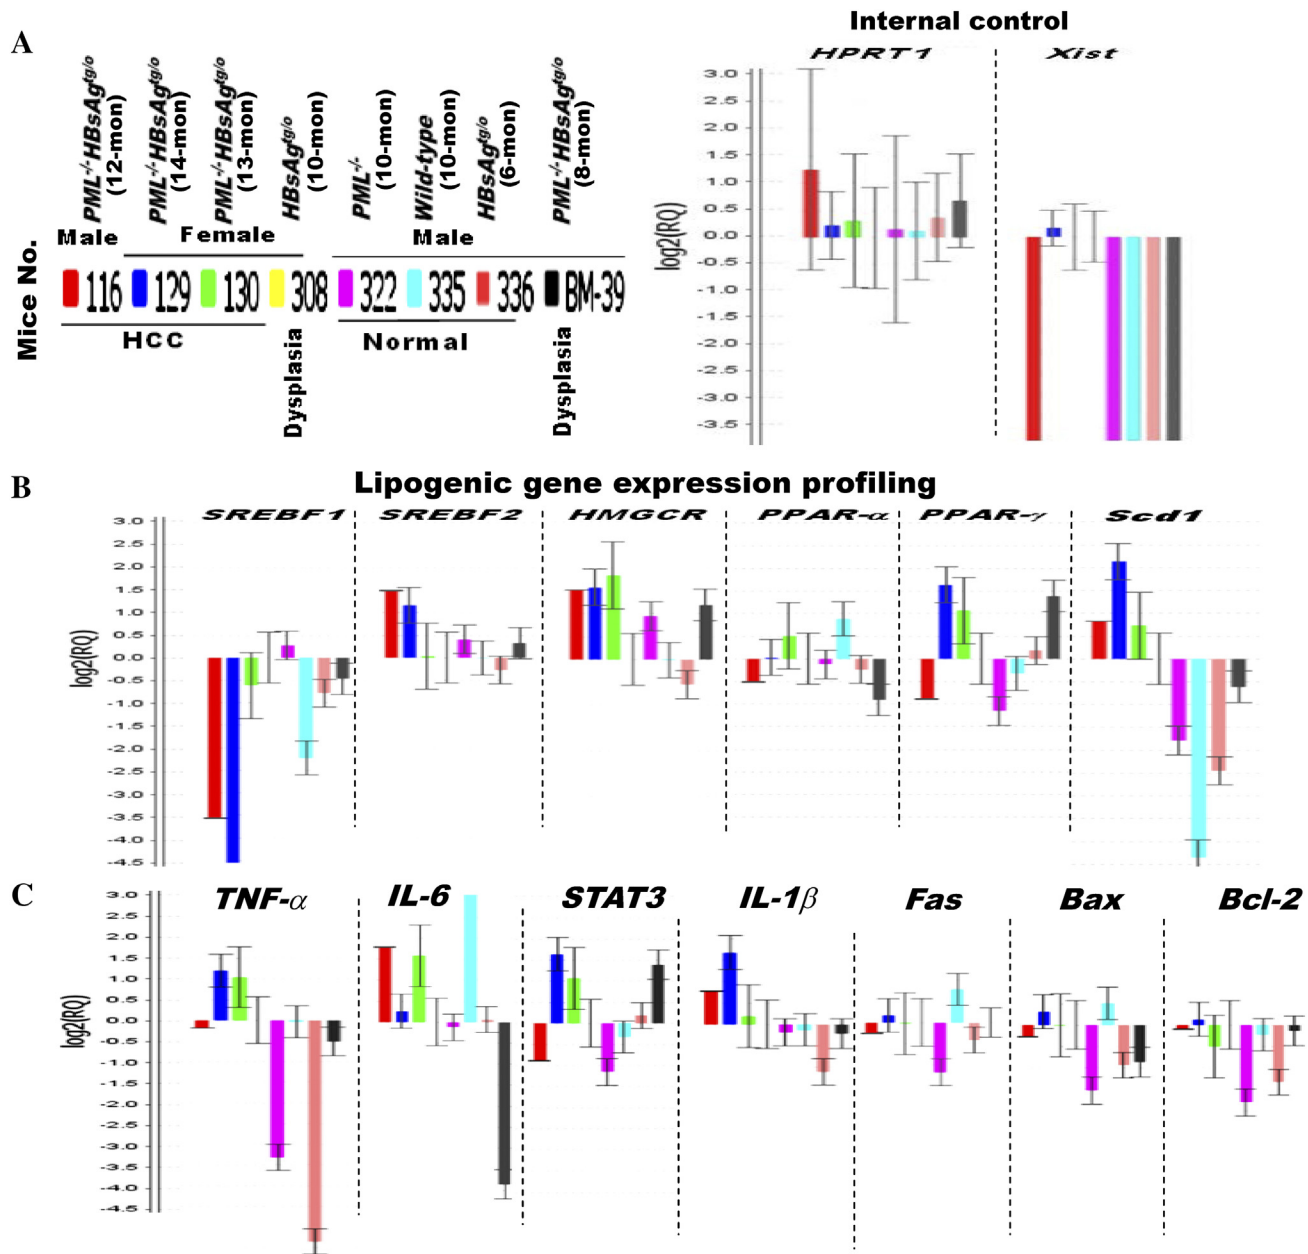 A
Internal control
HPRT1 Xist
PML-/-HBsAgtg/o (12-mon)
PML-/-HBsAgtg/o (14-mon)
PML-/-HBsAgtg/o (13-mon)
HBsAgtg/o (10-mon)
PML-/- (10-mon)
Wild-type (10-mon)
HBsAgtg/o (6-mon)
PML-/-HBsAgtg/o (8-mon)
Male Female Male
Mice No.
116 129 130 308 322 335 336 BM-39
HCC Dysplasia Normal Dysplasia
log2(RQ)
3.0
2.5
2.0
1.5
1.0
0.5
0.0
-0.5
-1.0
-1.5
-2.0
-2.5
-3.0
-3.5
B
Lipogenic gene expression profiling
SREBF1 SREBF2 HMGCR PPAR-α PPAR-γ Scd1
log2(RQ)
3.0
2.5
2.0
1.5
1.0
0.5
0.0
-0.5
-1.0
-1.5
-2.0
-2.5
-3.0
-3.5
-4.0
-4.5
C
TNF-α IL-6 STAT3 IL-1β Fas Bax Bcl-2
log2(RQ)
3.0
2.5
2.0
1.5
1.0
0.5
0.0
-0.5
-1.0
-1.5
-2.0
-2.5
-3.0
-3.5
-4.0
-4.5